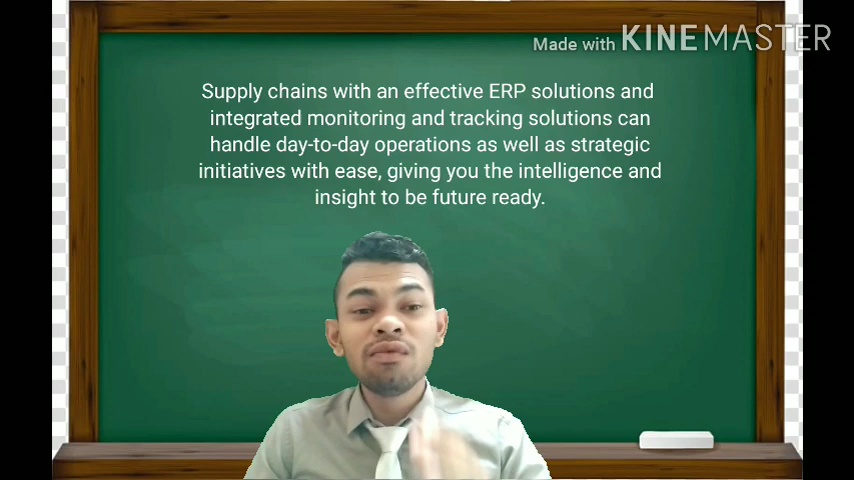 Made with KINEMASTER
Supply chains with an effective ERP solutions and
integrated monitoring and tracking solutions can
handle day-to-day operations as well as strategic
initiatives with ease, giving you the intelligence and
insight to be future ready.